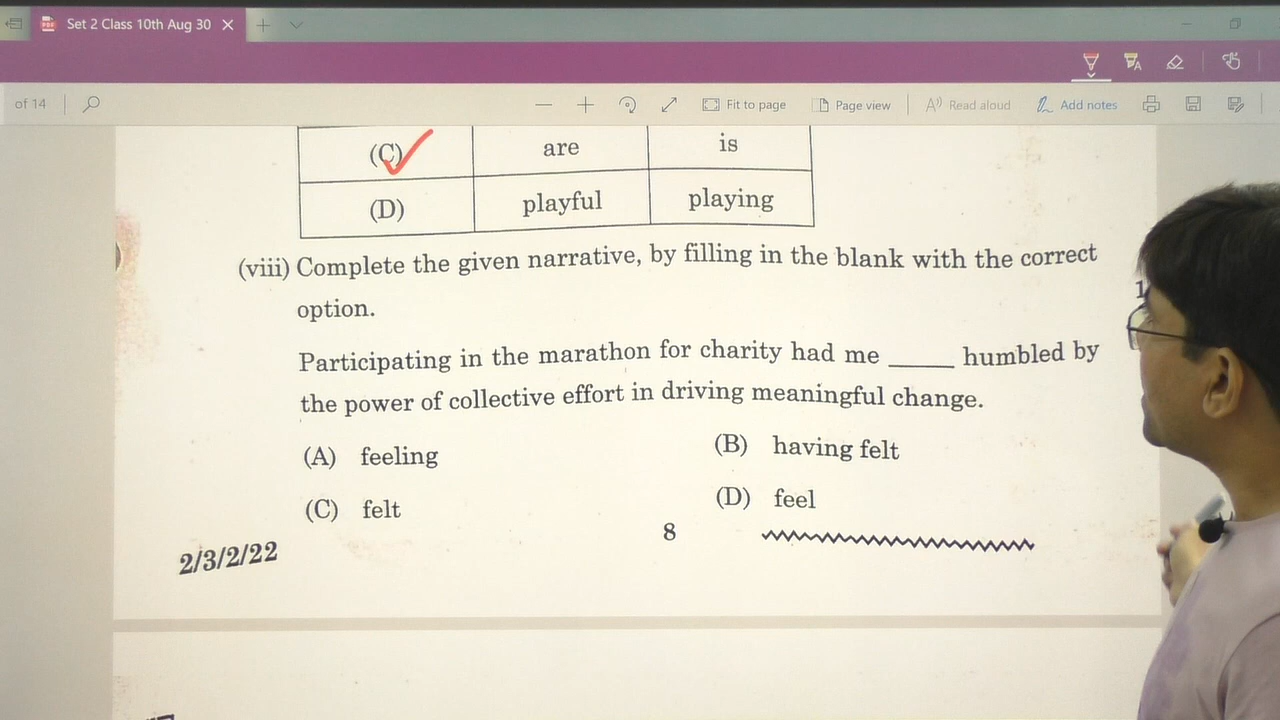 Set 2 Class 10th Aug 30
of 14
Fit to page
Page view
Read aloud
Add notes
(C) are is
(D) playful playing
(viii) Complete the given narrative, by filling in the blank with the correct
option.
1
Participating in the marathon for charity had me _____ humbled by
the power of collective effort in driving meaningful change.
(A) feeling (B) having felt
(C) felt (D) feel
2/3/2/22
8